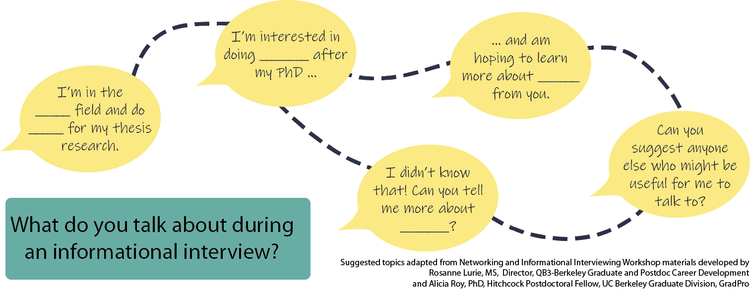 I'm in the
_____ field and do
_____ for my thesis
research.
I'm interested in
doing _______ after
my PhD ...
... and am
hoping to learn
more about ______
from you.
Can you
suggest anyone
else who might be
useful for me to
talk to?
I didn't know
that! Can you tell
me more about
_______?
What do you talk about during
an informational interview?
Suggested topics adapted from Networking and Informational Interviewing Workshop materials developed by
Rosanne Lurie, MS, Director, QB3-Berkeley Graduate and Postdoc Career Development
and Alicia Roy, PhD, Hitchcock Postdoctoral Fellow, UC Berkeley Graduate Division, GradPro